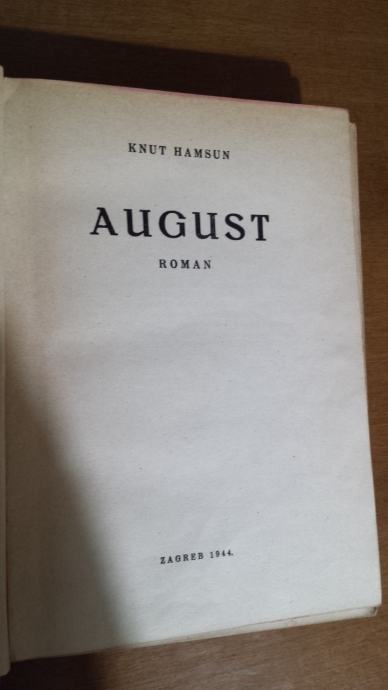 KNUT HAMSUN
AUGUST
ROMAN
ZAGREB 1944.